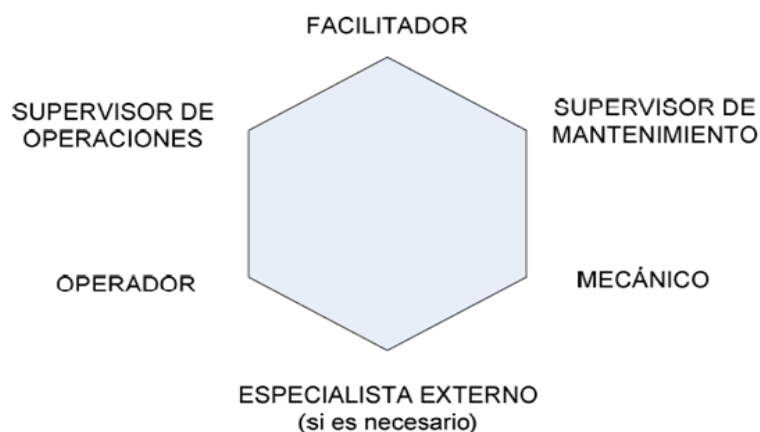 FACILITADOR
SUPERVISOR DE
OPERACIONES
SUPERVISOR DE
MANTENIMIENTO
OPERADOR
MECÁNICO
ESPECIALISTA EXTERNO
(si es necesario)